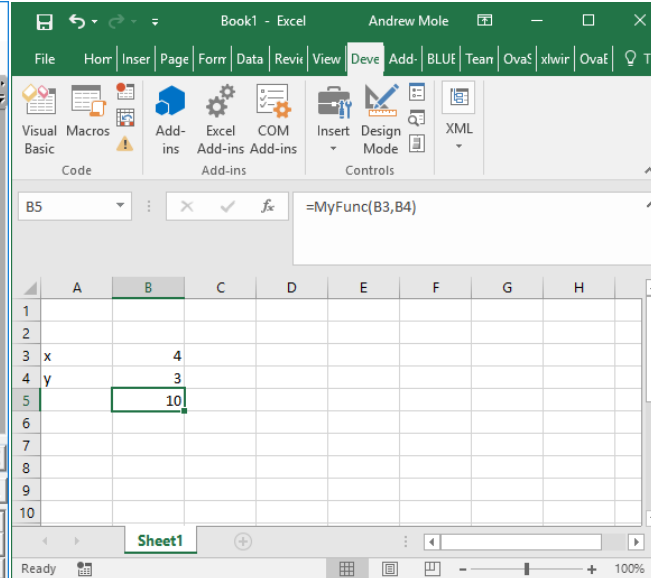 Book1 - Excel Andrew Mole
File Horr Inser Page Forr Data Revie View Deve Add- BLUE Tean OvaS xlwir OvaE T
Visual Basic Macros Add-ins Excel Add-ins COM Add-ins Insert Design Mode XML
Code Add-ins Controls
B5 fx =MyFunc(B3,B4)
A B C D E F G H
1
2
3 x 4
4 y 3
5 10
6
7
8
9
10
Sheet1
Ready 100%